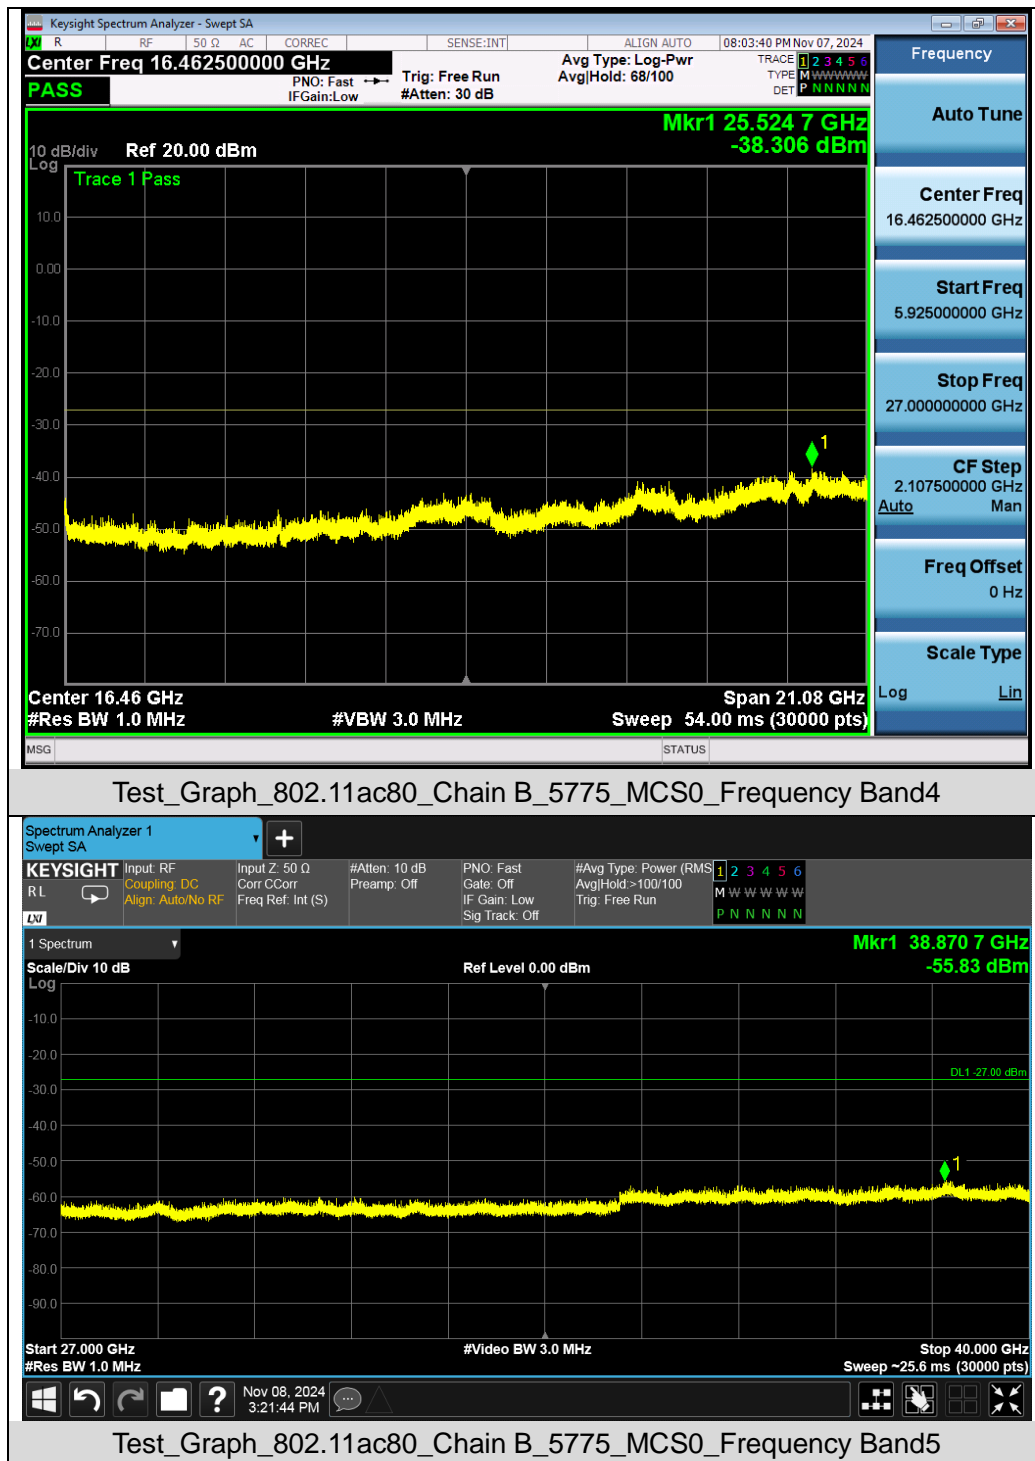 Keysight Spectrum Analyzer - Swept SA
LXI R RF 50 Ω AC CORREC SENSE:INT ALIGN AUTO 08:03:40 PM Nov 07, 2024
Center Freq 16.462500000 GHz
PASS
PNO: Fast
IFGain:Low
Trig: Free Run
#Atten: 30 dB
Avg Type: Log-Pwr
Avg|Hold: 68/100
TRACE 1 2 3 4 5 6
TYPE M W W W W W
DET P N N N N N
Mkr1 25.524 7 GHz
-38.306 dBm
10 dB/div Ref 20.00 dBm
Log
Trace 1 Pass
10.0
0.00
-10.0
-20.0
-30.0
-40.0
-50.0
-60.0
-70.0
1
Center 16.46 GHz Span 21.08 GHz
#Res BW 1.0 MHz #VBW 3.0 MHz Sweep 54.00 ms (30000 pts)
MSG STATUS
Frequency
Auto Tune
Center Freq
16.462500000 GHz
Start Freq
5.925000000 GHz
Stop Freq
27.000000000 GHz
CF Step
2.107500000 GHz
Auto Man
Freq Offset
0 Hz
Scale Type
Log Lin
Test_Graph_802.11ac80_Chain B_5775_MCS0_Frequency Band4
Spectrum Analyzer 1
Swept SA
KEYSIGHT
RL
LXI
Input: RF
Coupling: DC
Align: Auto/No RF
Input Z: 50 Ω
Corr CCorr
Freq Ref: Int (S)
#Atten: 10 dB
Preamp: Off
PNO: Fast
Gate: Off
IF Gain: Low
Sig Track: Off
#Avg Type: Power (RMS
Avg|Hold:>100/100
Trig: Free Run
1 2 3 4 5 6
M W W W W W
P N N N N N
1 Spectrum
Mkr1 38.870 7 GHz
-55.83 dBm
Scale/Div 10 dB Ref Level 0.00 dBm
Log
-10.0
-20.0
DL1 -27.00 dBm
-30.0
-40.0
-50.0
1
-60.0
-70.0
-80.0
-90.0
Start 27.000 GHz #Video BW 3.0 MHz Stop 40.000 GHz
#Res BW 1.0 MHz Sweep ~25.6 ms (30000 pts)
?
Nov 08, 2024
3:21:44 PM
Test_Graph_802.11ac80_Chain B_5775_MCS0_Frequency Band5